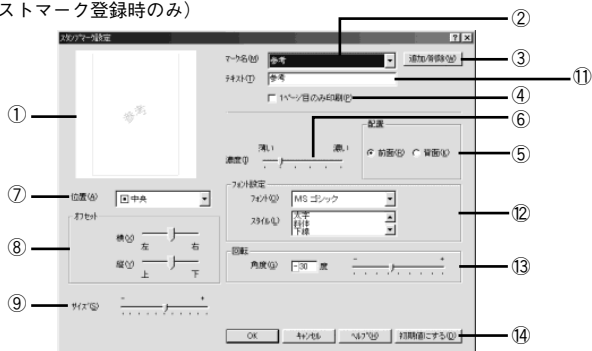 ストマーク登録時のみ）
スタンプマーク設定
②
マーク名(M) 参考 追加/削除(W) ③
テキスト(T) 参考 ⑪
□ 1ページ目のみ印刷(P) ④
① 参考
⑥
配置
薄い 濃い
濃度(I) 前面(R) 背面(K) ⑤
フォント設定
⑦ 位置(A) 中央 フォント(O) MS ゴシック
オフセット
スタイル(L) 太字
斜体
下線 ⑫
⑧ 横(X) 左 右
縦(Y) 上 下
回転
角度(G) -30 度 - + ⑬
⑨ サイズ(S) - +
OK キャンセル ヘルプ(H) 初期値にする(D) ⑭